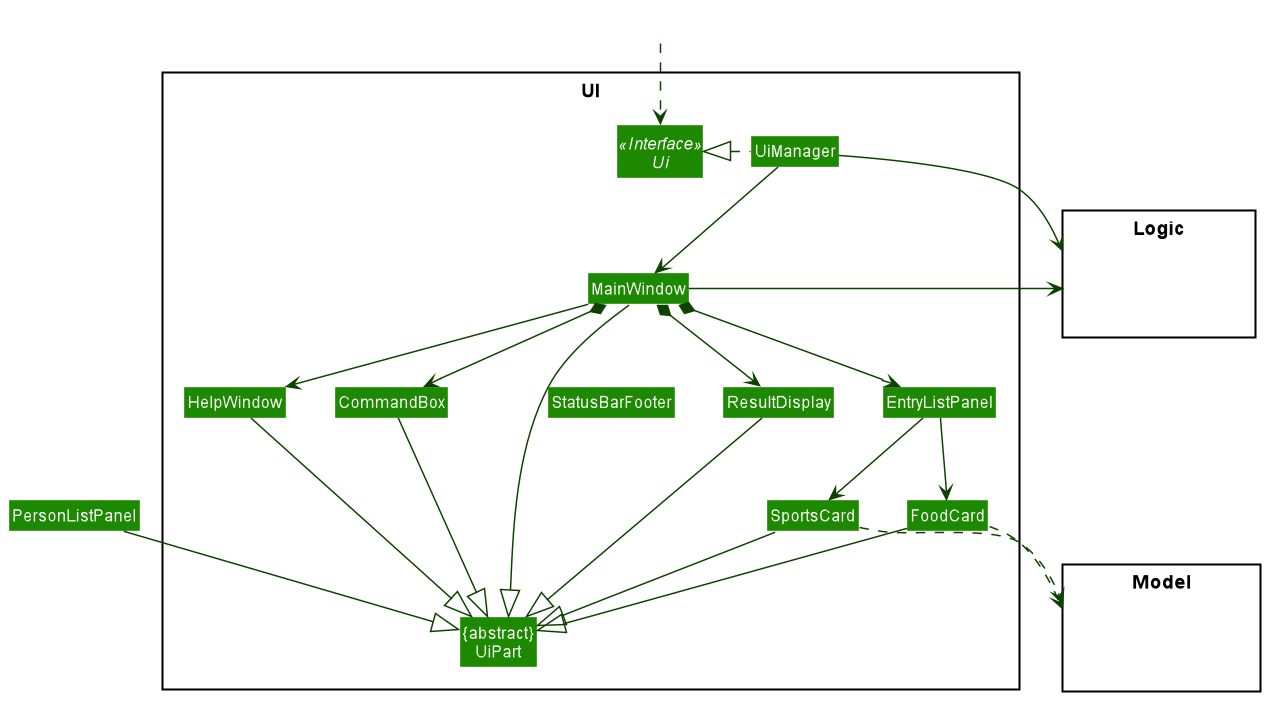 UI
«Interface»
Ui
UiManager
Logic
MainWindow
HelpWindow
CommandBox
StatusBarFooter
ResultDisplay
EntryListPanel
PersonListPanel
SportsCard
FoodCard
Model
{abstract}
UiPart